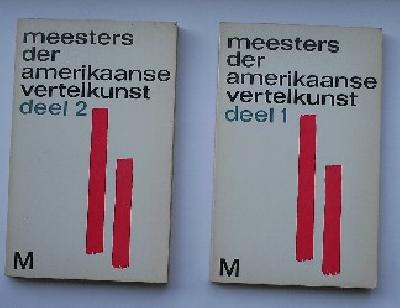 meesters
der
amerikaanse
vertelkunst
deel 2
M
meesters
der
amerikaanse
vertelkunst
deel 1
M